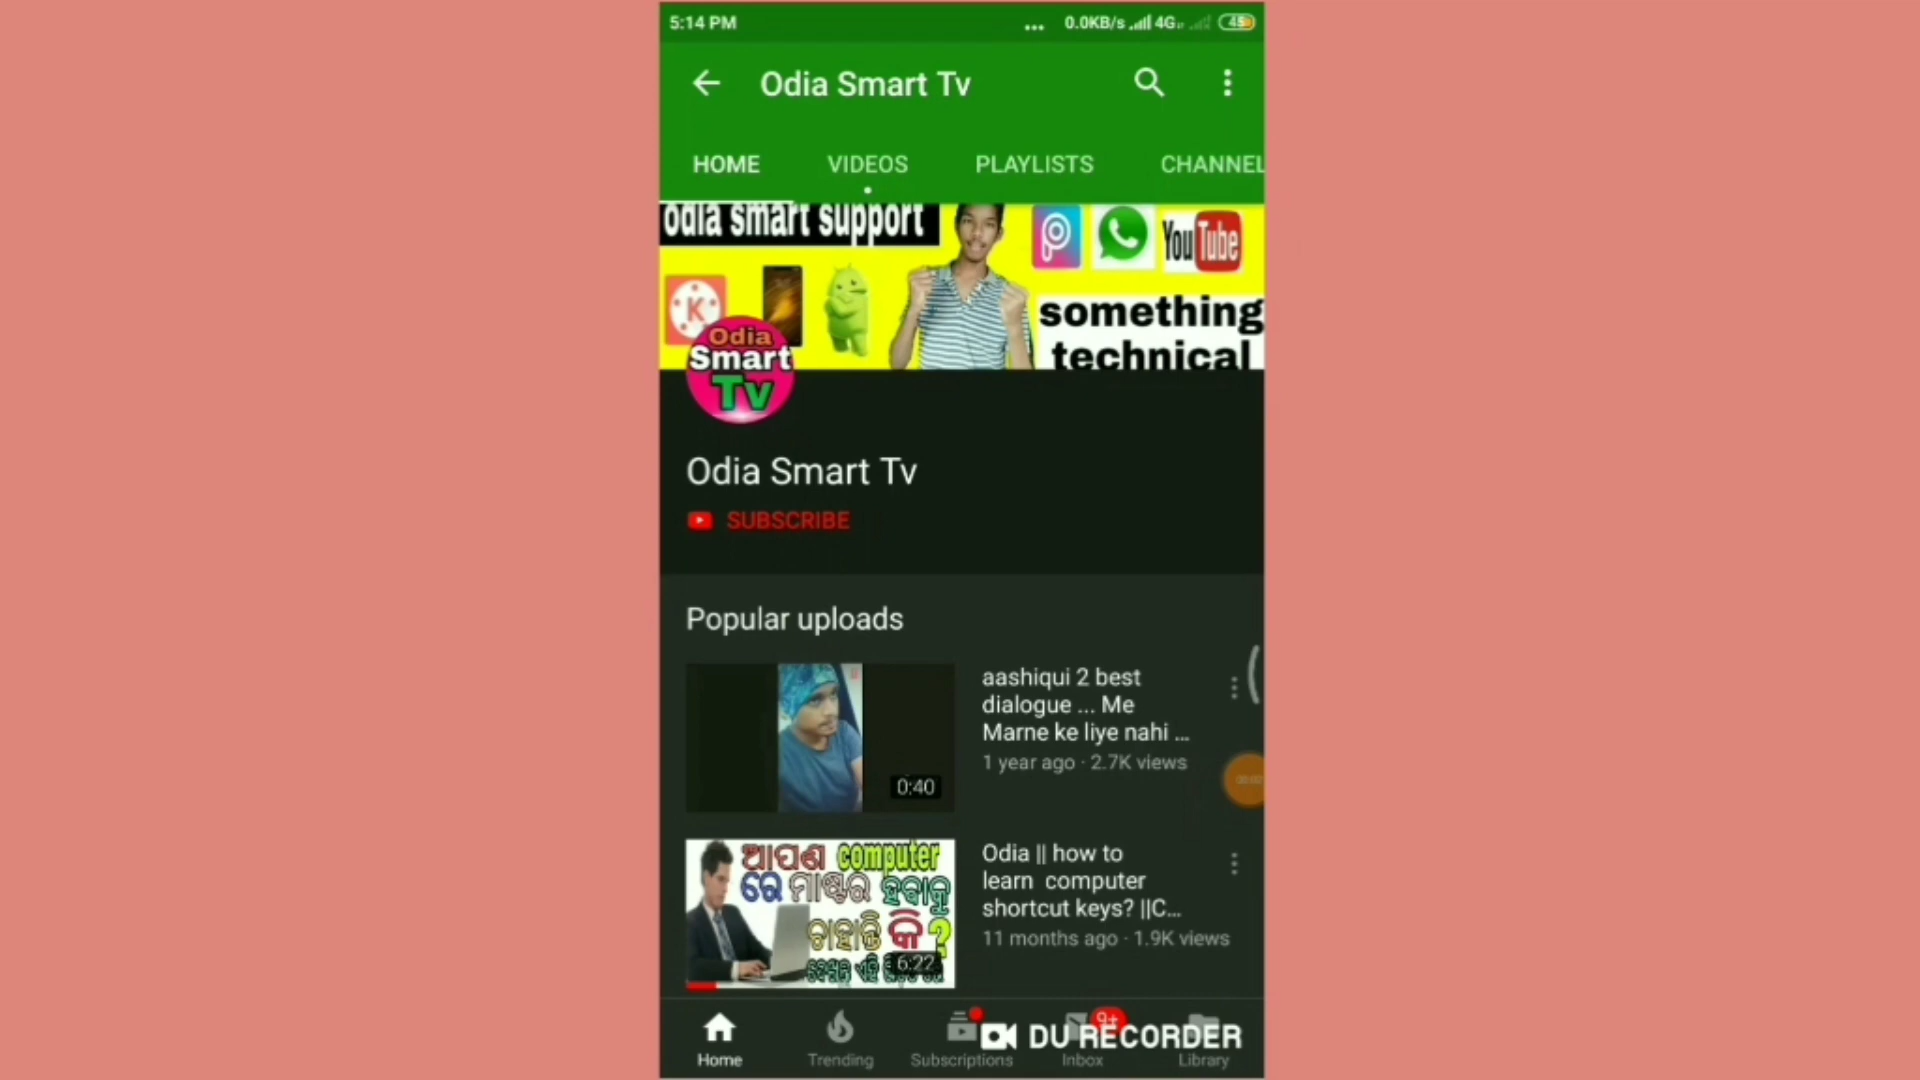 5:14 PM
... 0.0KB/s 4G
Odia Smart Tv
HOME VIDEOS PLAYLISTS CHANNEL
odia smart support
You Tube
K
something
technical
Odia
Smart
Tv
Odia Smart Tv
SUBSCRIBE
Popular uploads
aashiqui 2 best
dialogue ... Me
Marne ke liye nahi ...
1 year ago · 2.7K views
0:40
ଆପଣ computer
ରେ ମାଷ୍ଟର ହବାକୁ
ଚାହାନ୍ତି କି ?
6:22
Odia || how to
learn computer
shortcut keys? ||C...
11 months ago · 1.9K views
9+
DU RECORDER
Home Trending Subscriptions Inbox Library